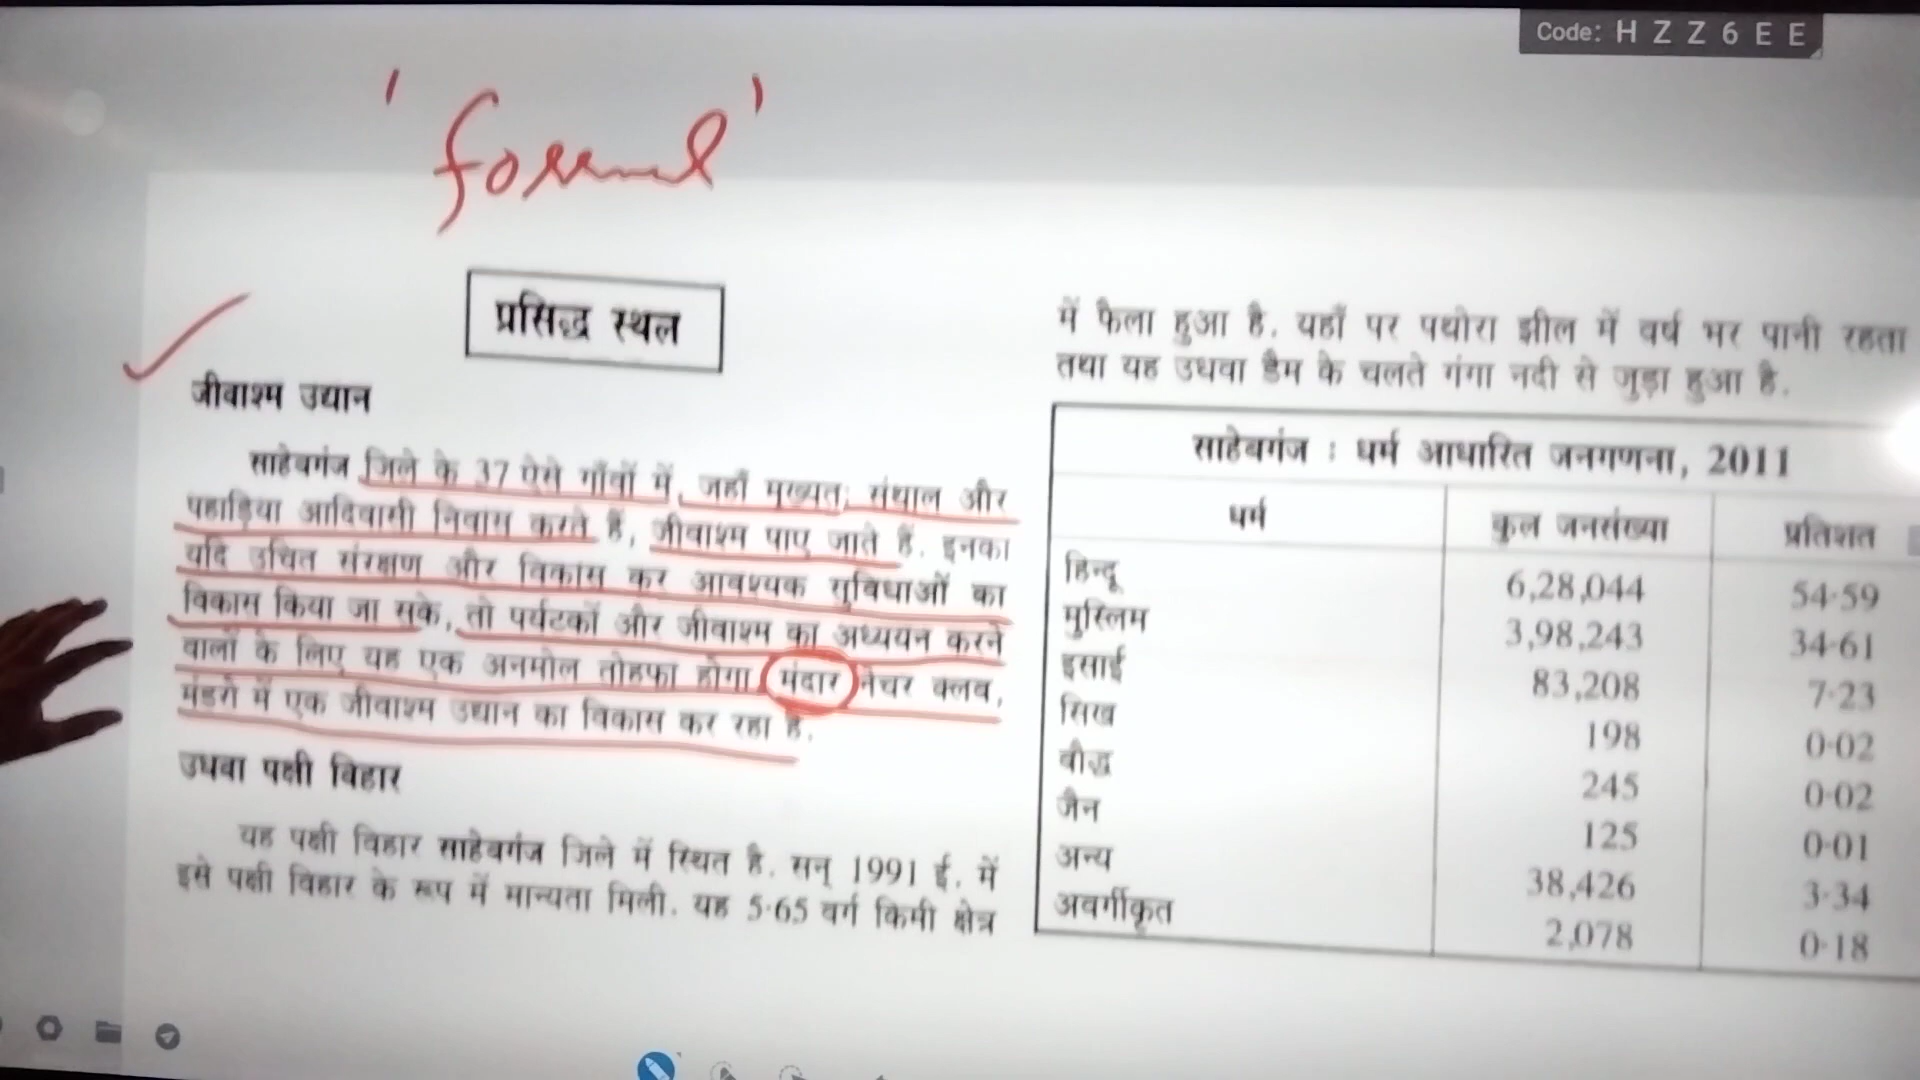 Code: H Z Z 6 E E
प्रसिद्ध स्थल
जीवाश्म उद्यान
साहेबगंज जिले के 37 ऐसे गाँवों में, जहाँ मुख्यतः संथाल और
पहाड़िया आदिवासी निवास करते हैं, जीवाश्म पाए जाते हैं. इनका
यदि उचित संरक्षण और विकास कर आवश्यक सुविधाओं का
विकास किया जा सके, तो पर्यटकों और जीवाश्म का अध्ययन करने
वालों के लिए यह एक अनमोल तोहफा होगा. मंदार नेचर क्लब,
मंडरो में एक जीवाश्म उद्यान का विकास कर रहा है.
उधवा पक्षी विहार
यह पक्षी विहार साहेबगंज जिले में स्थित है. सन् 1991 ई. में
इसे पक्षी विहार के रूप में मान्यता मिली. यह 5·65 वर्ग किमी क्षेत्र
में फैला हुआ है. यहाँ पर पथोरा झील में वर्ष भर पानी रहता
तथा यह उधवा डैम के चलते गंगा नदी से जुड़ा हुआ है.
साहेबगंज : धर्म आधारित जनगणना, 2011
धर्म कुल जनसंख्या प्रतिशत
हिन्दू 6,28,044 54·59
मुस्लिम 3,98,243 34·61
इसाई 83,208 7·23
सिख 198 0·02
बौद्ध 245 0·02
जैन 125 0·01
अन्य 38,426 3·34
अवर्गीकृत 2,078 0·18